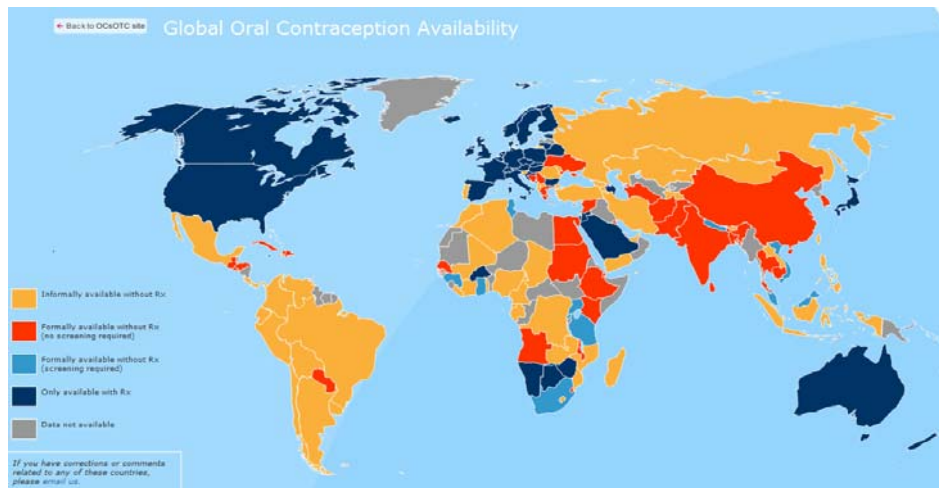 ← Back to OCsOTC site
Global Oral Contraception Availability
Informally available without Rx
Formally available without Rx
(no screening required)
Formally available without Rx
(screening required)
Only available with Rx
Data not available
If you have corrections or comments
related to any of these countries,
please email us.